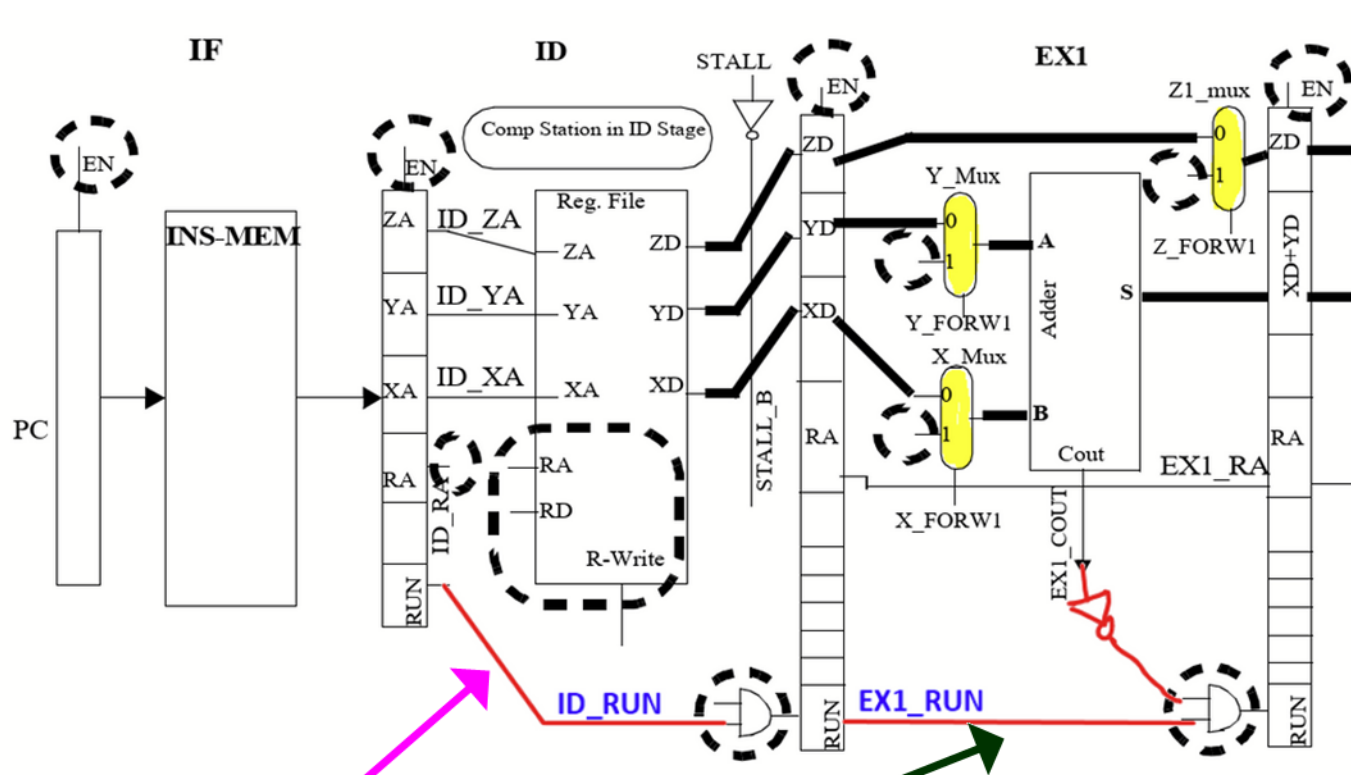 IF
ID
EX1
STALL
EN
EN
EN
EN
Z1_mux
Comp Station in ID Stage
INS-MEM
PC
ZA
YA
XA
RA
RUN
ID_ZA
ID_YA
ID_XA
ID_RA
Reg. File
ZA
YA
XA
RA
RD
ZD
YD
XD
R-Write
STALL_B
ID_RUN
ZD
YD
XD
RA
RUN
Y_Mux
0
1
Y_FORW1
X_Mux
0
1
X_FORW1
A
B
Adder
S
Cout
EX1_COUT
EX1_RUN
0
1
Z_FORW1
EX1_RA
ZD
XD+YD
RA
RUN